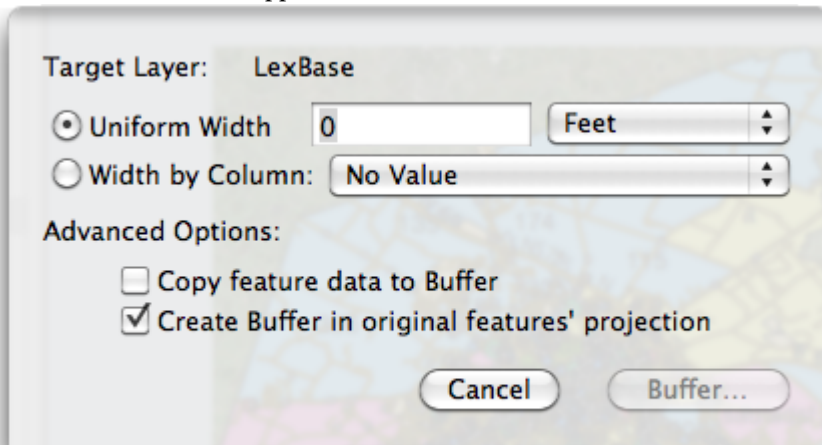 Target Layer: LexBase
Uniform Width 0 Feet
Width by Column: No Value
Advanced Options:
Copy feature data to Buffer
Create Buffer in original features' projection
Cancel Buffer...